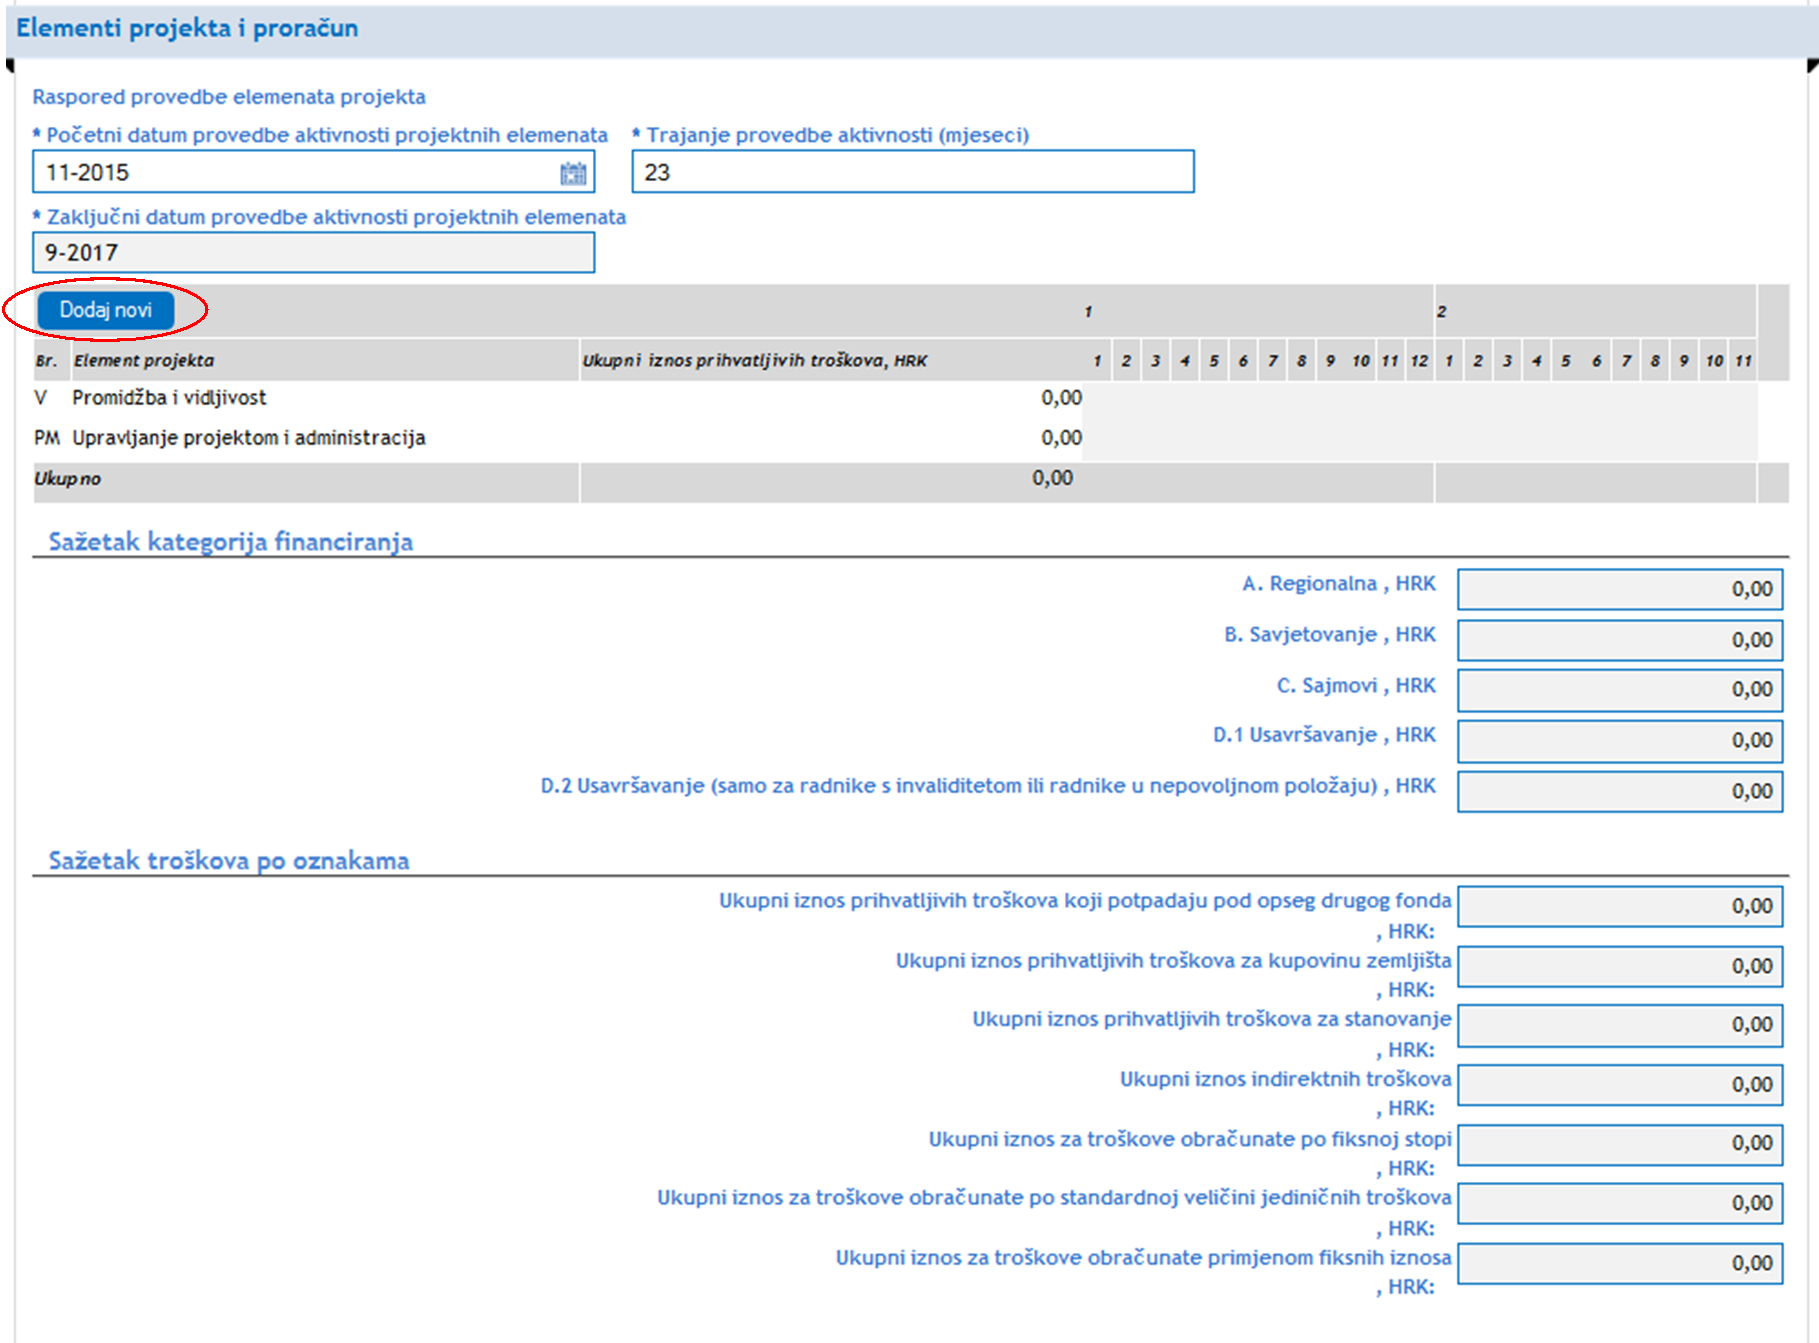 Elementi projekta i proračun
Raspored provedbe elemenata projekta
* Početni datum provedbe aktivnosti projektnih elemenata * Trajanje provedbe aktivnosti (mjeseci)
11-2015 23
* Zaključni datum provedbe aktivnosti projektnih elemenata
9-2017
Dodaj novi 1 2
Br. Element projekta Ukupni iznos prihvatljivih troškova, HRK 1 2 3 4 5 6 7 8 9 10 11 12 1 2 3 4 5 6 7 8 9 10 11
V Promidžba i vidljivost 0,00
PM Upravljanje projektom i administracija 0,00
Ukupno 0,00
Sažetak kategorija financiranja
A. Regionalna , HRK 0,00
B. Savjetovanje , HRK 0,00
C. Sajmovi , HRK 0,00
D.1 Usavršavanje , HRK 0,00
D.2 Usavršavanje (samo za radnike s invaliditetom ili radnike u nepovoljnom položaju) , HRK 0,00
Sažetak troškova po oznakama
Ukupni iznos prihvatljivih troškova koji potpadaju pod opseg drugog fonda 0,00
, HRK:
Ukupni iznos prihvatljivih troškova za kupovinu zemljišta 0,00
, HRK:
Ukupni iznos prihvatljivih troškova za stanovanje 0,00
, HRK:
Ukupni iznos indirektnih troškova 0,00
, HRK:
Ukupni iznos za troškove obračunate po fiksnoj stopi 0,00
, HRK:
Ukupni iznos za troškove obračunate po standardnoj veličini jediničnih troškova 0,00
, HRK:
Ukupni iznos za troškove obračunate primjenom fiksnih iznosa 0,00
, HRK: